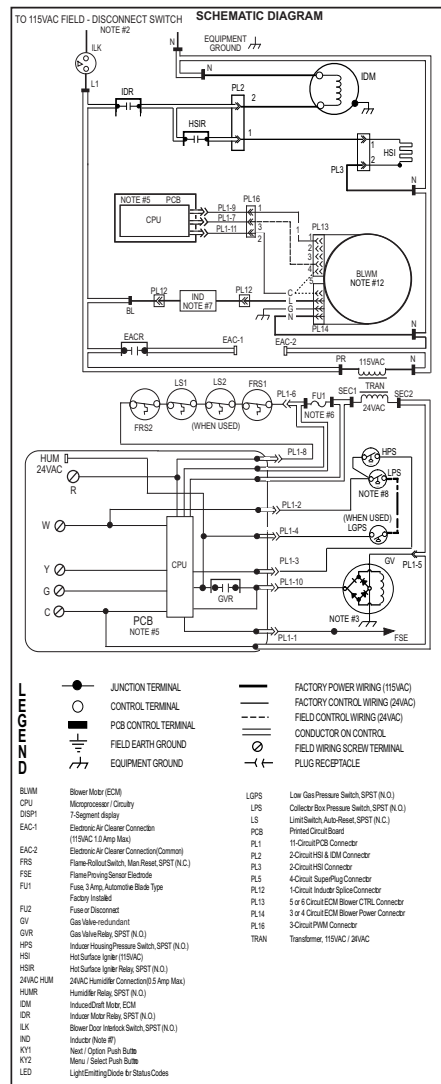 TO 115VAC FIELD - DISCONNECT SWITCH
NOTE #2
SCHEMATIC DIAGRAM
ILK
N
EQUIPMENT
GROUND
N
L1
IDR
PL2
2
IDM
HSIR
1
1
2
HSI
PL3
N
NOTE #5 PCB
CPU
PL1-9
PL1-7
PL1-11
PL16
1
3
2
PL13
1
1
2
3
4
5
BLWM
NOTE #12
PL12
IND
NOTE #7
PL12
BL
C
L
G
N
PL14
N
EACR
EAC-1
EAC-2
PR
115VAC
N
TRAN
24VAC
SEC1
SEC2
LS1
LS2
FRS1
PL1-6
FU1
NOTE #6
FRS2
(WHEN USED)
PL1-8
HUM
24VAC
R
HPS
LPS
NOTE #8
PL1-2
W
PL1-4
(WHEN USED)
LGPS
Y
CPU
PL1-3
GV
PL1-5
G
PL1-10
GVR
C
PCB
NOTE #5
NOTE #3
PL1-1
FSE
LEGEND
JUNCTION TERMINAL
CONTROL TERMINAL
PCB CONTROL TERMINAL
FIELD EARTH GROUND
EQUIPMENT GROUND
FACTORY POWER WIRING (115VAC)
FACTORY CONTROL WIRING (24VAC)
FIELD CONTROL WIRING (24VAC)
CONDUCTOR ON CONTROL
FIELD WIRING SCREW TERMINAL
PLUG RECEPTACLE
BLWM Blower Motor (ECM)
CPU Microprocessor / Circuitry
DISP1 7-Segment display
EAC-1 Electronic Air Cleaner Connection
(115VAC 1.0 Amp Max.)
EAC-2 Electronic Air Cleaner Connection(Common)
FRS Flame-Rollout Switch, Man.Reset, SPST (N.C.)
FSE Flame Proving Sensor Electrode
FU1 Fuse, 3 Amp, Automotive Blade Type
Factory Installed
FU2 Fuse or Disconnect
GV Gas Valve-redundant
GVR Gas Valve Relay, SPST (N.O.)
HPS Inducer Housing Pressure Switch, SPST (N.O.)
HSI Hot Surface Igniter (115VAC)
HSIR Hot Surface Igniter Relay, SPST (N.O.)
24VAC HUM 24VAC Humidifier Connection(0.5 Amp Max.)
HUMR Humidifier Relay, SPST (N.O.)
IDM Induced Draft Motor, ECM
IDR Inducer Motor Relay, SPST (N.O.)
ILK Blower Door Interlock Switch, SPST (N.O.)
IND Inductor (Note #7)
KY1 Next / Option Push Button
KY2 Menu / Select Push Button
LED Light Emitting Diode for Status Codes
LGPS Low Gas Pressure Switch, SPST (N.O.)
LPS Collector Box Pressure Switch, SPST (N.O.)
LS Limit Switch, Auto-Reset, SPST (N.C.)
PCB Printed Circuit Board
PL1 11-Circuit PCB Connector
PL2 2-Circuit HSI & IDM Connector
PL3 2-Circuit HSI Connector
PL5 4-Circuit SuperPlug Connector
PL12 1-Circuit Inductor Splice Connector
PL13 5 or 6 Circuit ECM Blower CTRL Connector
PL14 3 or 4 Circuit ECM Blower Power Connector
PL16 3-Circuit PWM Connector
TRAN Transformer, 115VAC / 24VAC